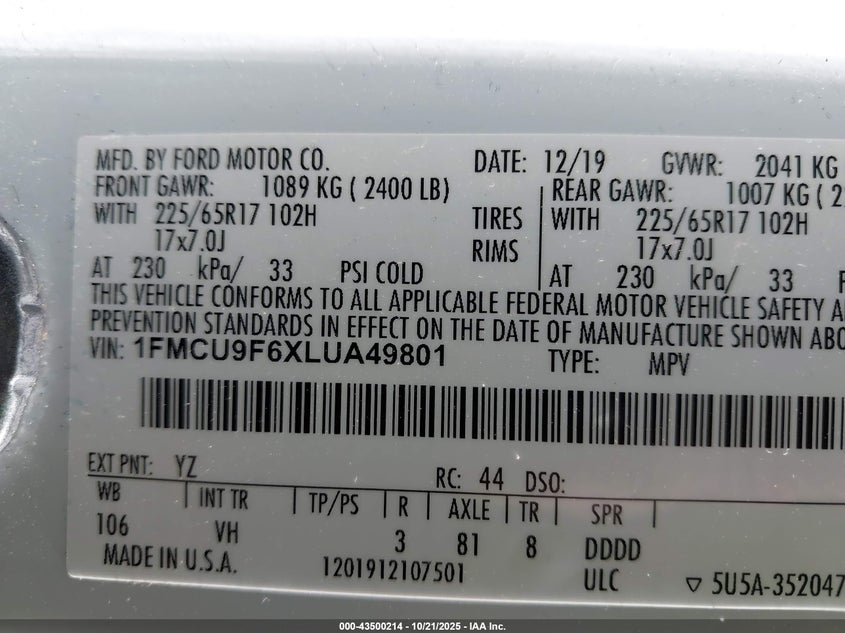 MFD. BY FORD MOTOR CO. DATE: 12/19 GVWR: 2041 KG
FRONT GAWR: 1089 KG ( 2400 LB) REAR GAWR: 1007 KG ( 2
WITH 225/65R17 102H TIRES WITH 225/65R17 102H
17x7.0J RIMS 17x7.0J
AT 230 kPa/ 33 PSI COLD AT 230 kPa/ 33
THIS VEHICLE CONFORMS TO ALL APPLICABLE FEDERAL MOTOR VEHICLE SAFETY
PREVENTION STANDARDS IN EFFECT ON THE DATE OF MANUFACTURE SHOWN
VIN: 1FMCU9F6XLUA49801 TYPE: MPV
EXT PNT: YZ RC: 44 DSO:
WB INT TR TP/PS R AXLE TR SPR
106 VH 3 81 8 DDDD
MADE IN U.S.A. 1201912107501 ULC ▽ 5U5A-352047
000-43500214 - 10/21/2025 - IAA Inc.